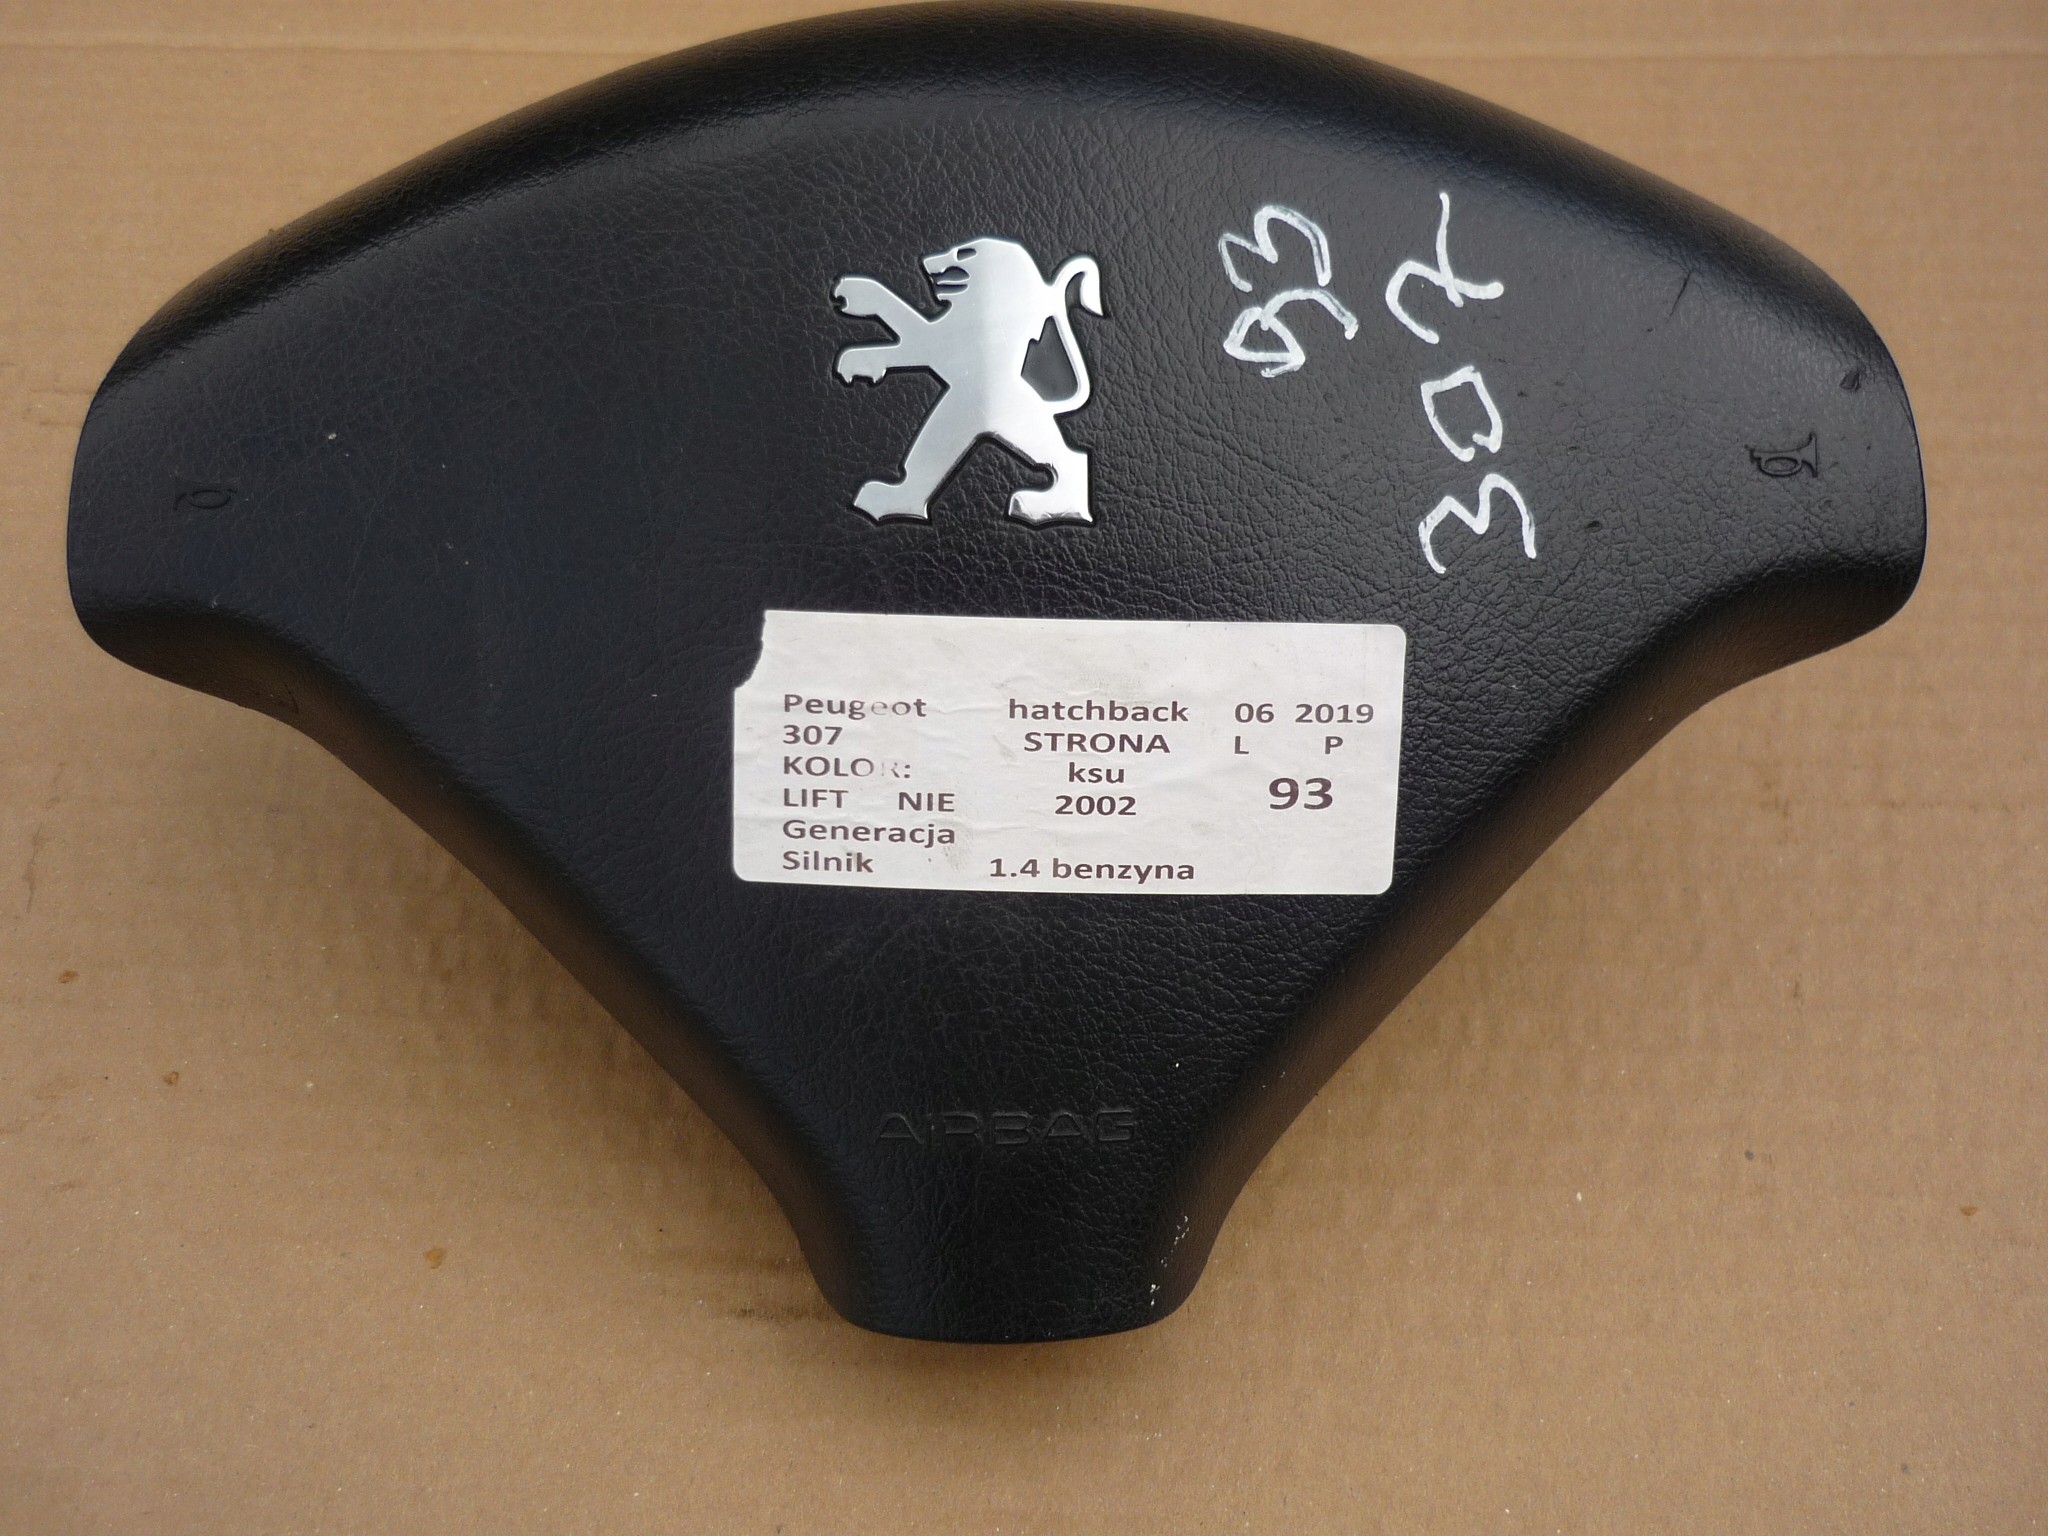 93
307
Peugeot hatchback 06 2019
307 STRONA L P
KOLOR: ksu
LIFT NIE 2002 93
Generacja
Silnik 1.4 benzyna
AIRBAG